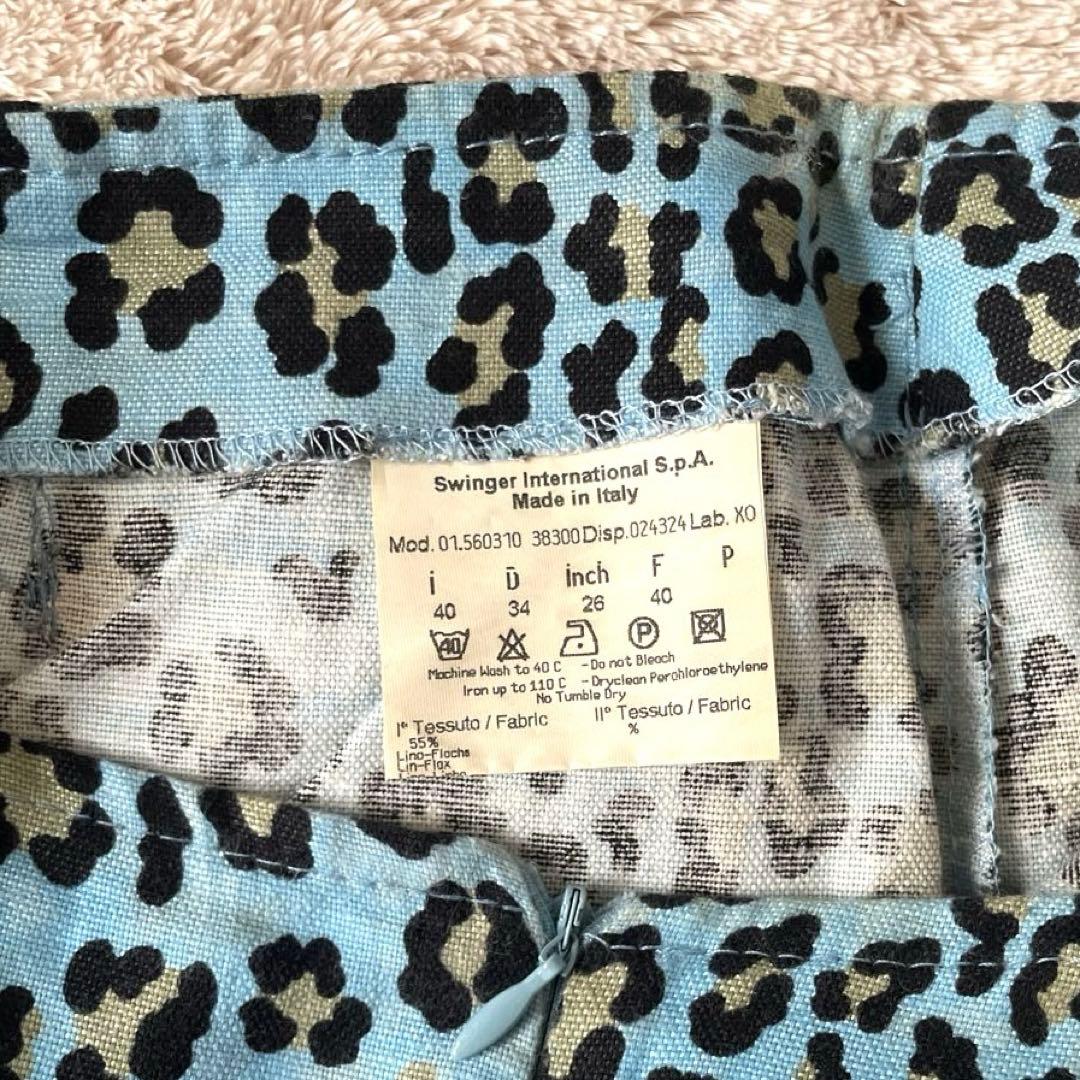 Swinger International S.p.A.
Made in Italy
Mod. 01.560310 38300 Disp. 024324 Lab. XO
i D inch F P
40 34 26 40
40 P
Machine Wash to 40 C - Do not Bleach
Iron up to 110 C - Dryclean Perchloroethylene
No Tumble Dry
I° Tessuto / Fabric II° Tessuto / Fabric
55% %
Lino-Flachs
Lin-Flax